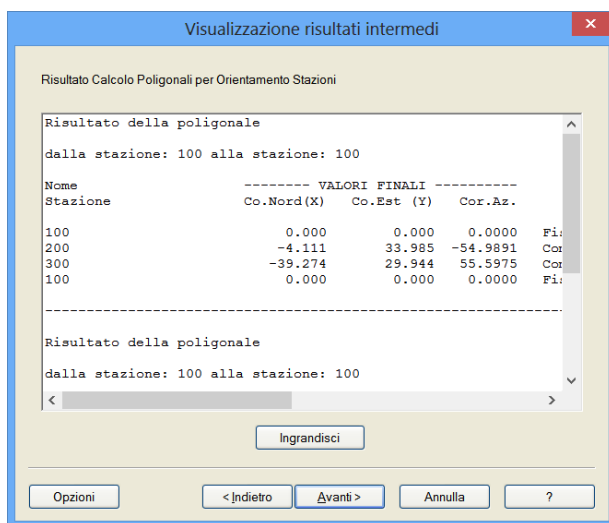 Visualizzazione risultati intermedi
Risultato Calcolo Poligonali per Orientamento Stazioni
Risultato della poligonale
dalla stazione: 100 alla stazione: 100
Nome -------- VALORI FINALI ----------
Stazione Co.Nord(X) Co.Est (Y) Cor.Az.
100 0.000 0.000 0.0000
200 -4.111 33.985 -54.9891
300 -39.274 29.944 55.5975
100 0.000 0.000 0.0000
---------------------------------------------------------------
Risultato della poligonale
dalla stazione: 100 alla stazione: 100
Ingrandisci
Opzioni < Indietro Avanti > Annulla ?